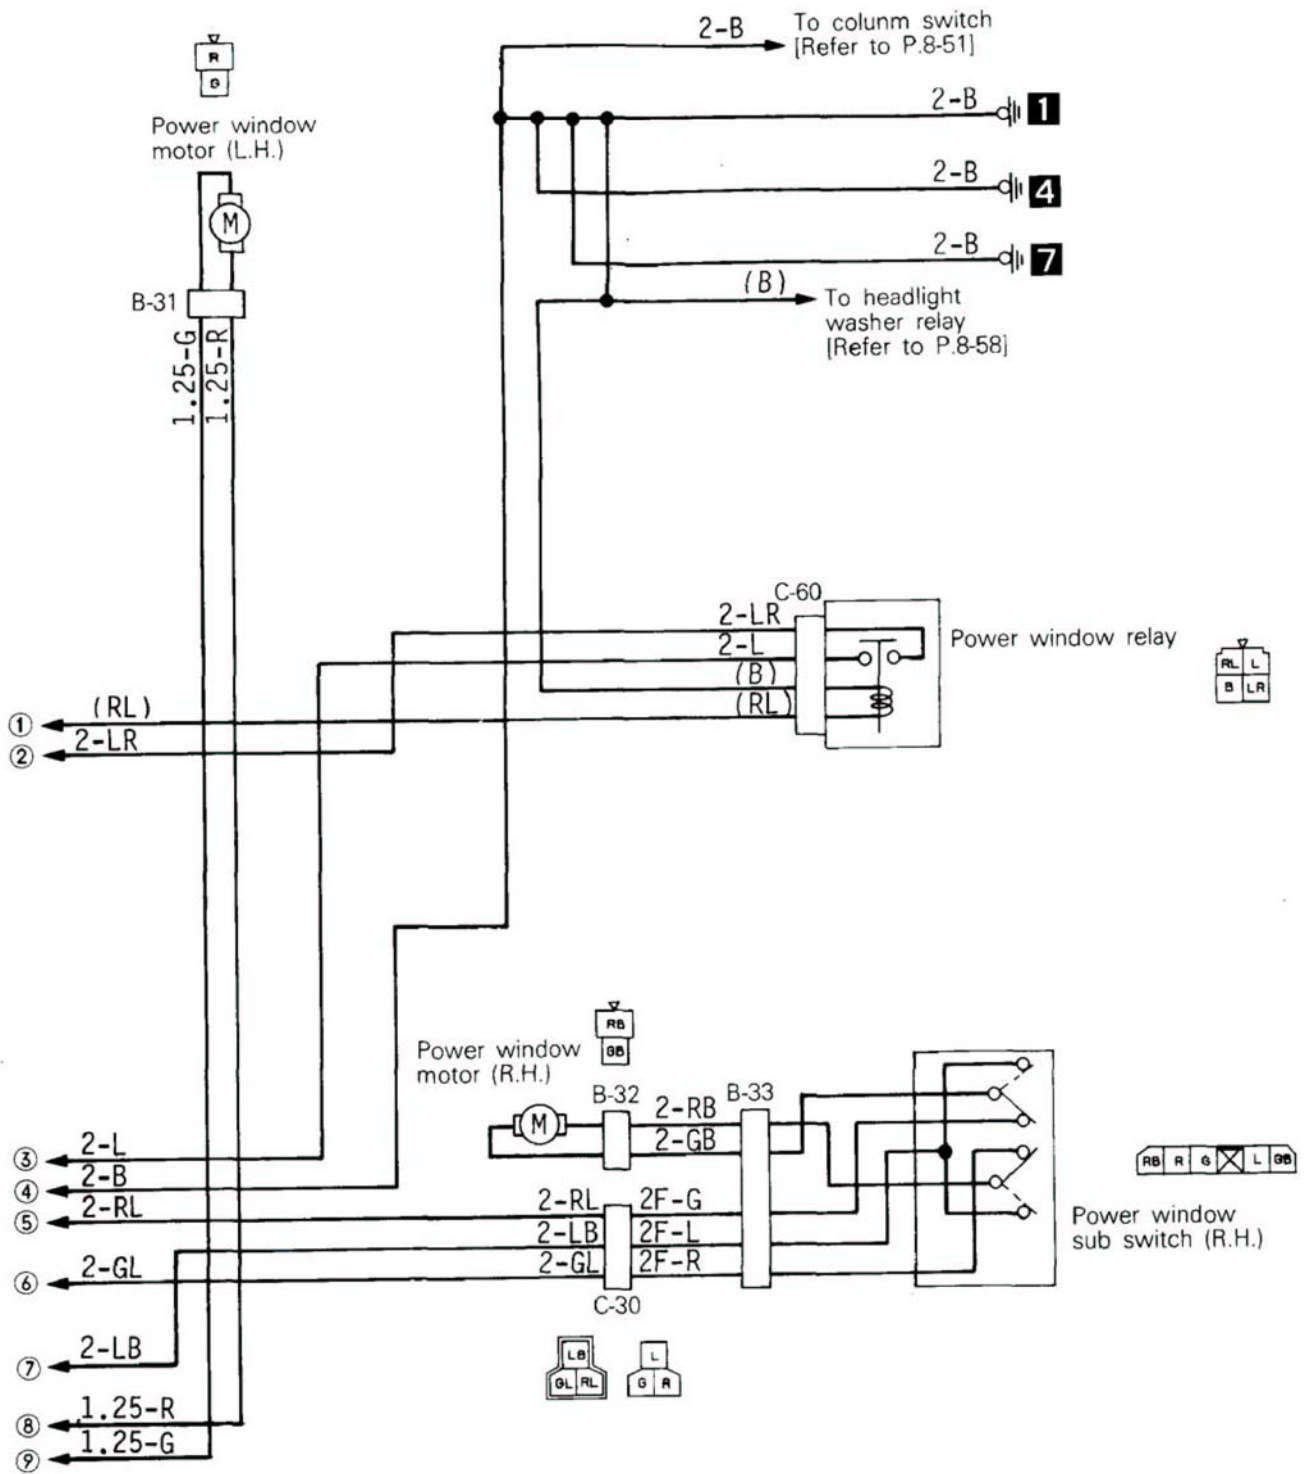 2-B
To colunm switch
[Refer to P.8-51]
R
G
Power window
motor (L.H.)
2-B
1
2-B
4
2-B
7
M
(B)
To headlight
washer relay
[Refer to P.8-58]
B-31
1.25-G
1.25-R
C-60
2-LR
2-L
(B)
(RL)
Power window relay
RL L
B LR
① (RL)
② 2-LR
RB
GB
Power window
motor (R.H.)
B-32
B-33
M
2-RB
2-GB
③ 2-L
④ 2-B
⑤ 2-RL
2-RL 2F-G
2-LB 2F-L
2-GL 2F-R
C-30
RB R G L GB
Power window
sub switch (R.H.)
⑥ 2-GL
⑦ 2-LB
LB
GL RL
L
G R
⑧ 1.25-R
⑨ 1.25-G